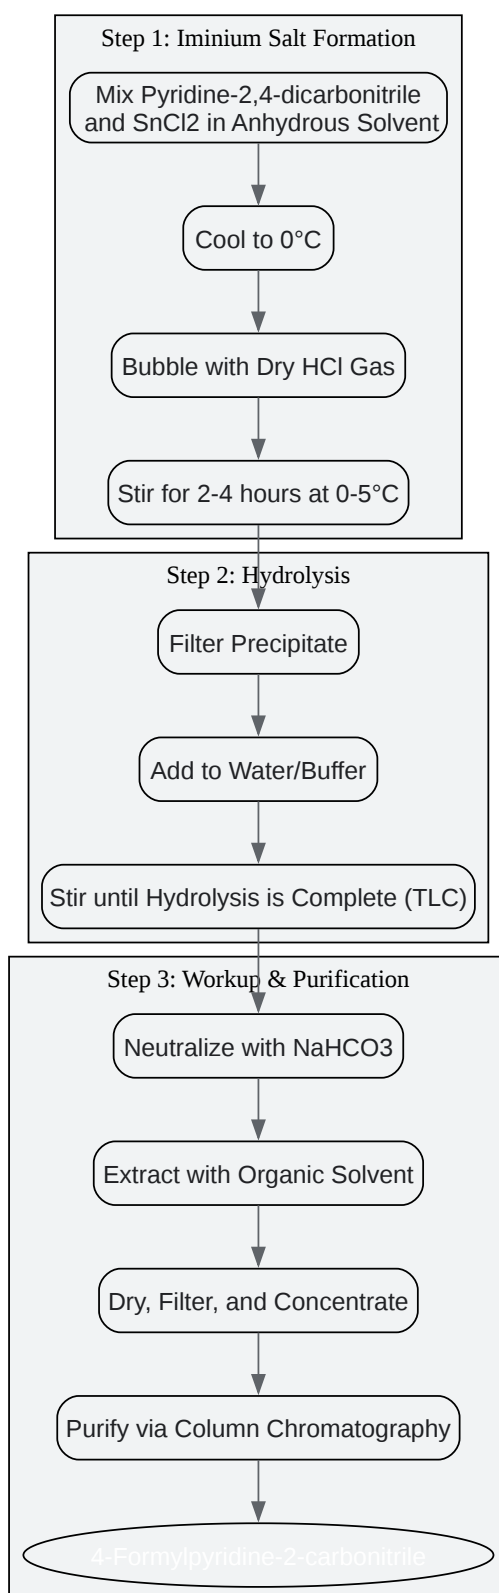 Step 1: Iminium Salt Formation
Mix Pyridine-2,4-dicarbonitrile
and SnCl2 in Anhydrous Solvent
Cool to 0°C
Bubble with Dry HCl Gas
Stir for 2-4 hours at 0-5°C
Step 2: Hydrolysis
Filter Precipitate
Add to Water/Buffer
Stir until Hydrolysis is Complete (TLC)
Step 3: Workup & Purification
Neutralize with NaHCO3
Extract with Organic Solvent
Dry, Filter, and Concentrate
Purify via Column Chromatography
4-Formylpyridine-2-carbonitrile